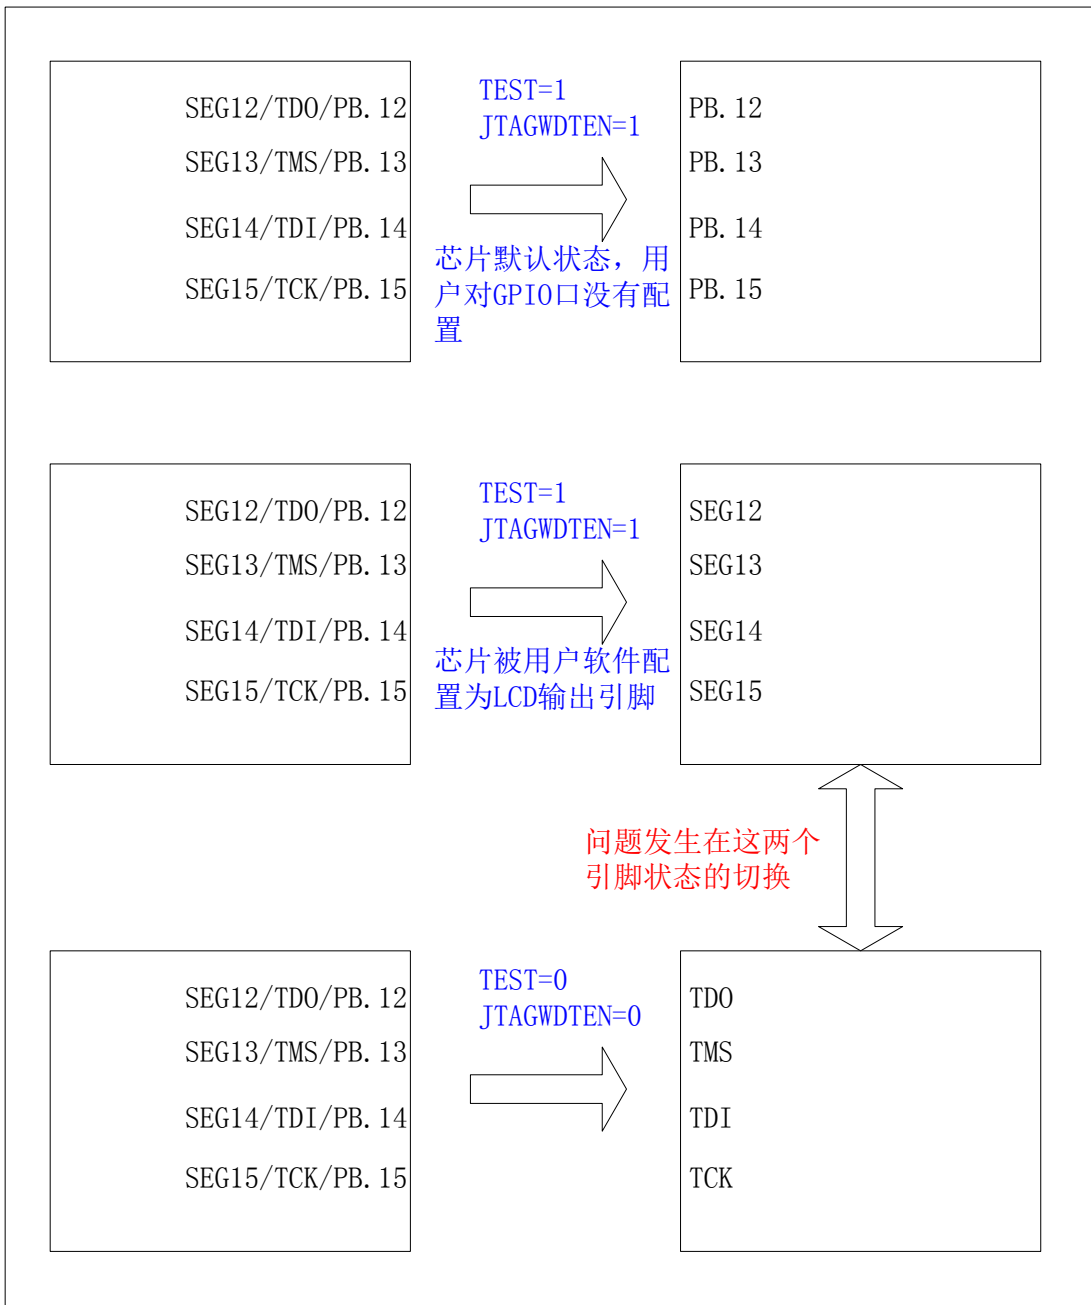 SEG12/TDO/PB.12
SEG13/TMS/PB.13
SEG14/TDI/PB.14
SEG15/TCK/PB.15
TEST=1
JTAGWDTEN=1
芯片默认状态，用
户对GPIO口没有配
置
PB.12
PB.13
PB.14
PB.15
SEG12/TDO/PB.12
SEG13/TMS/PB.13
SEG14/TDI/PB.14
SEG15/TCK/PB.15
TEST=1
JTAGWDTEN=1
芯片被用户软件配
置为LCD输出引脚
SEG12
SEG13
SEG14
SEG15
问题发生在这两个
引脚状态的切换
SEG12/TDO/PB.12
SEG13/TMS/PB.13
SEG14/TDI/PB.14
SEG15/TCK/PB.15
TEST=0
JTAGWDTEN=0
TDO
TMS
TDI
TCK